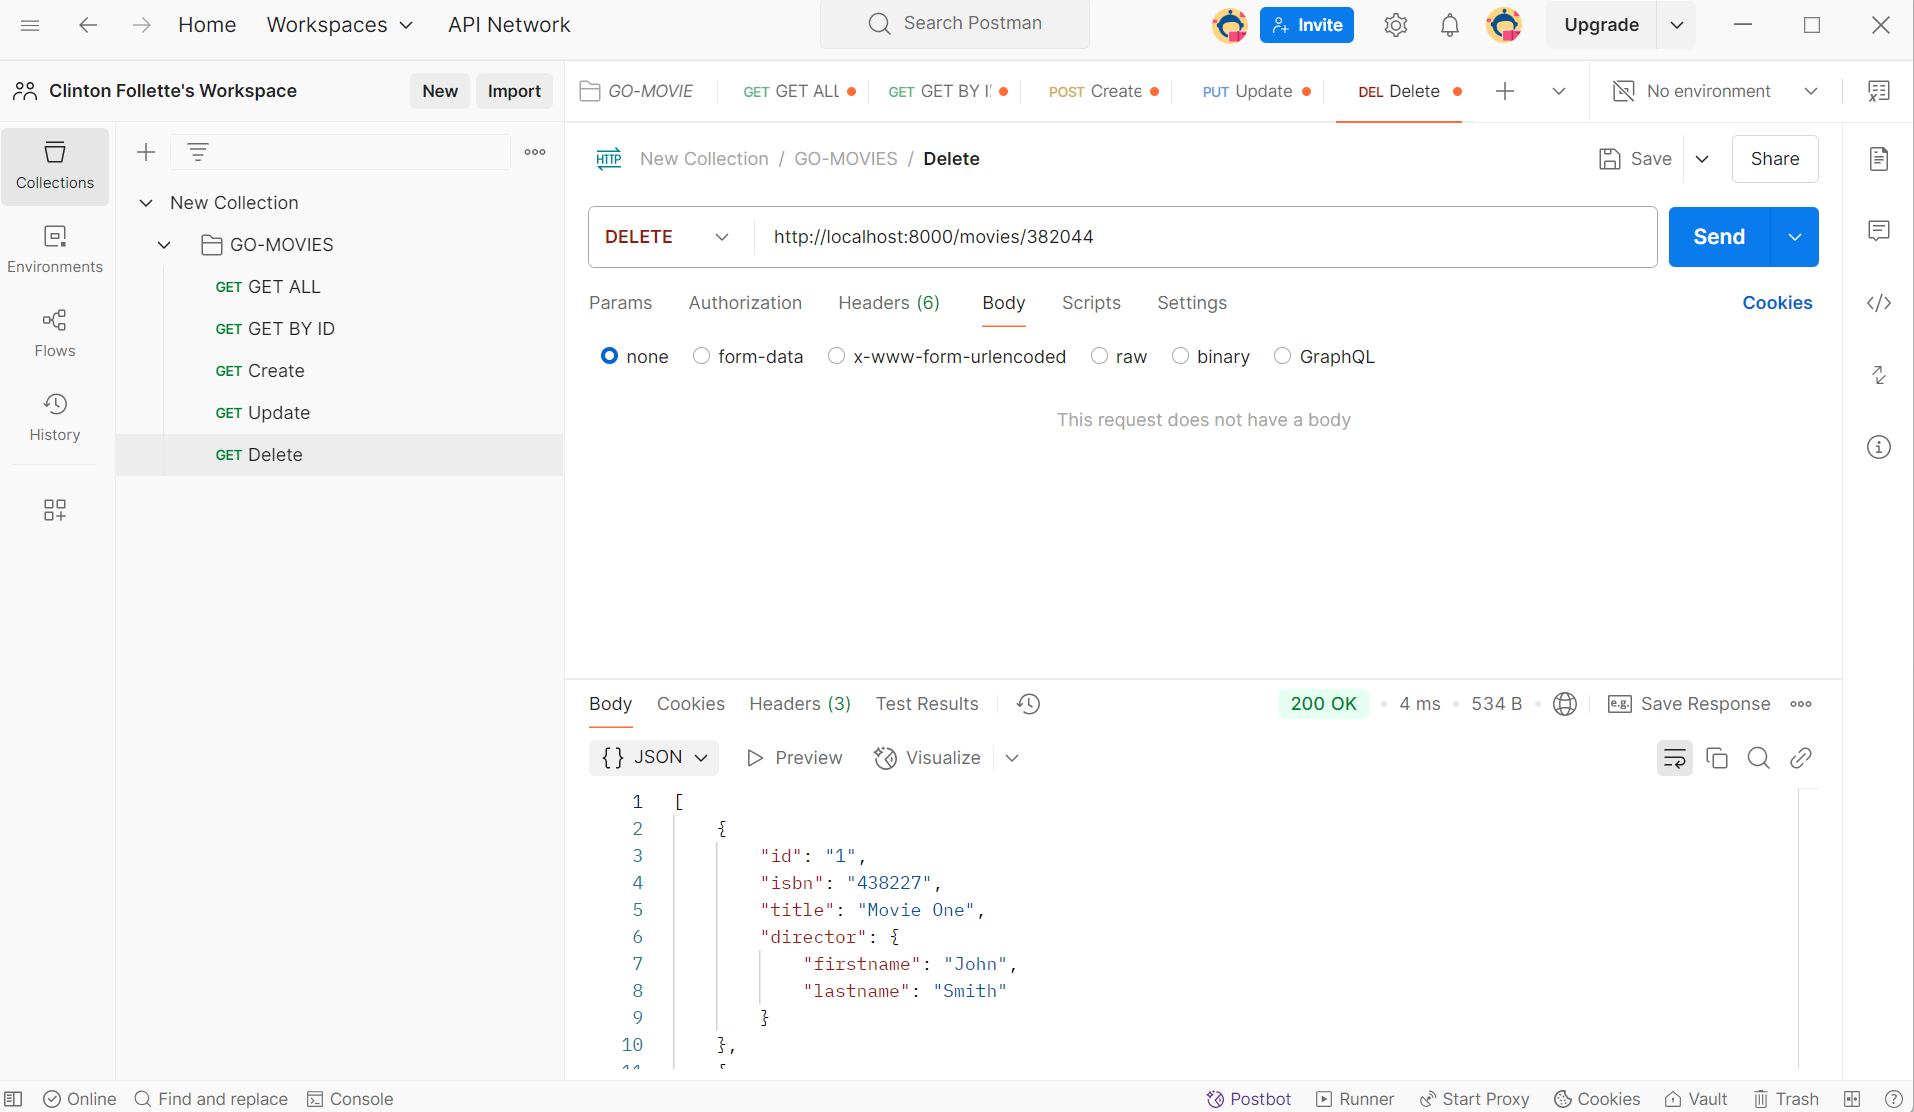 Home Workspaces API Network Search Postman Invite Upgrade
Clinton Follette's Workspace New Import
GO-MOVIE GET GET ALL GET GET BY I POST Create PUT Update DEL Delete No environment
Collections
Environments
Flows
History
New Collection
GO-MOVIES
GET GET ALL
GET GET BY ID
GET Create
GET Update
GET Delete
HTTP New Collection / GO-MOVIES / Delete Save Share
DELETE http://localhost:8000/movies/382044 Send
Params Authorization Headers (6) Body Scripts Settings Cookies
none form-data x-www-form-urlencoded raw binary GraphQL
This request does not have a body
Body Cookies Headers (3) Test Results 200 OK 4 ms 534 B e.g. Save Response
{} JSON Preview Visualize
1 [
2 {
3 "id": "1",
4 "isbn": "438227",
5 "title": "Movie One",
6 "director": {
7 "firstname": "John",
8 "lastname": "Smith"
9 }
10 },
Online Find and replace Console Postbot Runner Start Proxy Cookies Vault Trash